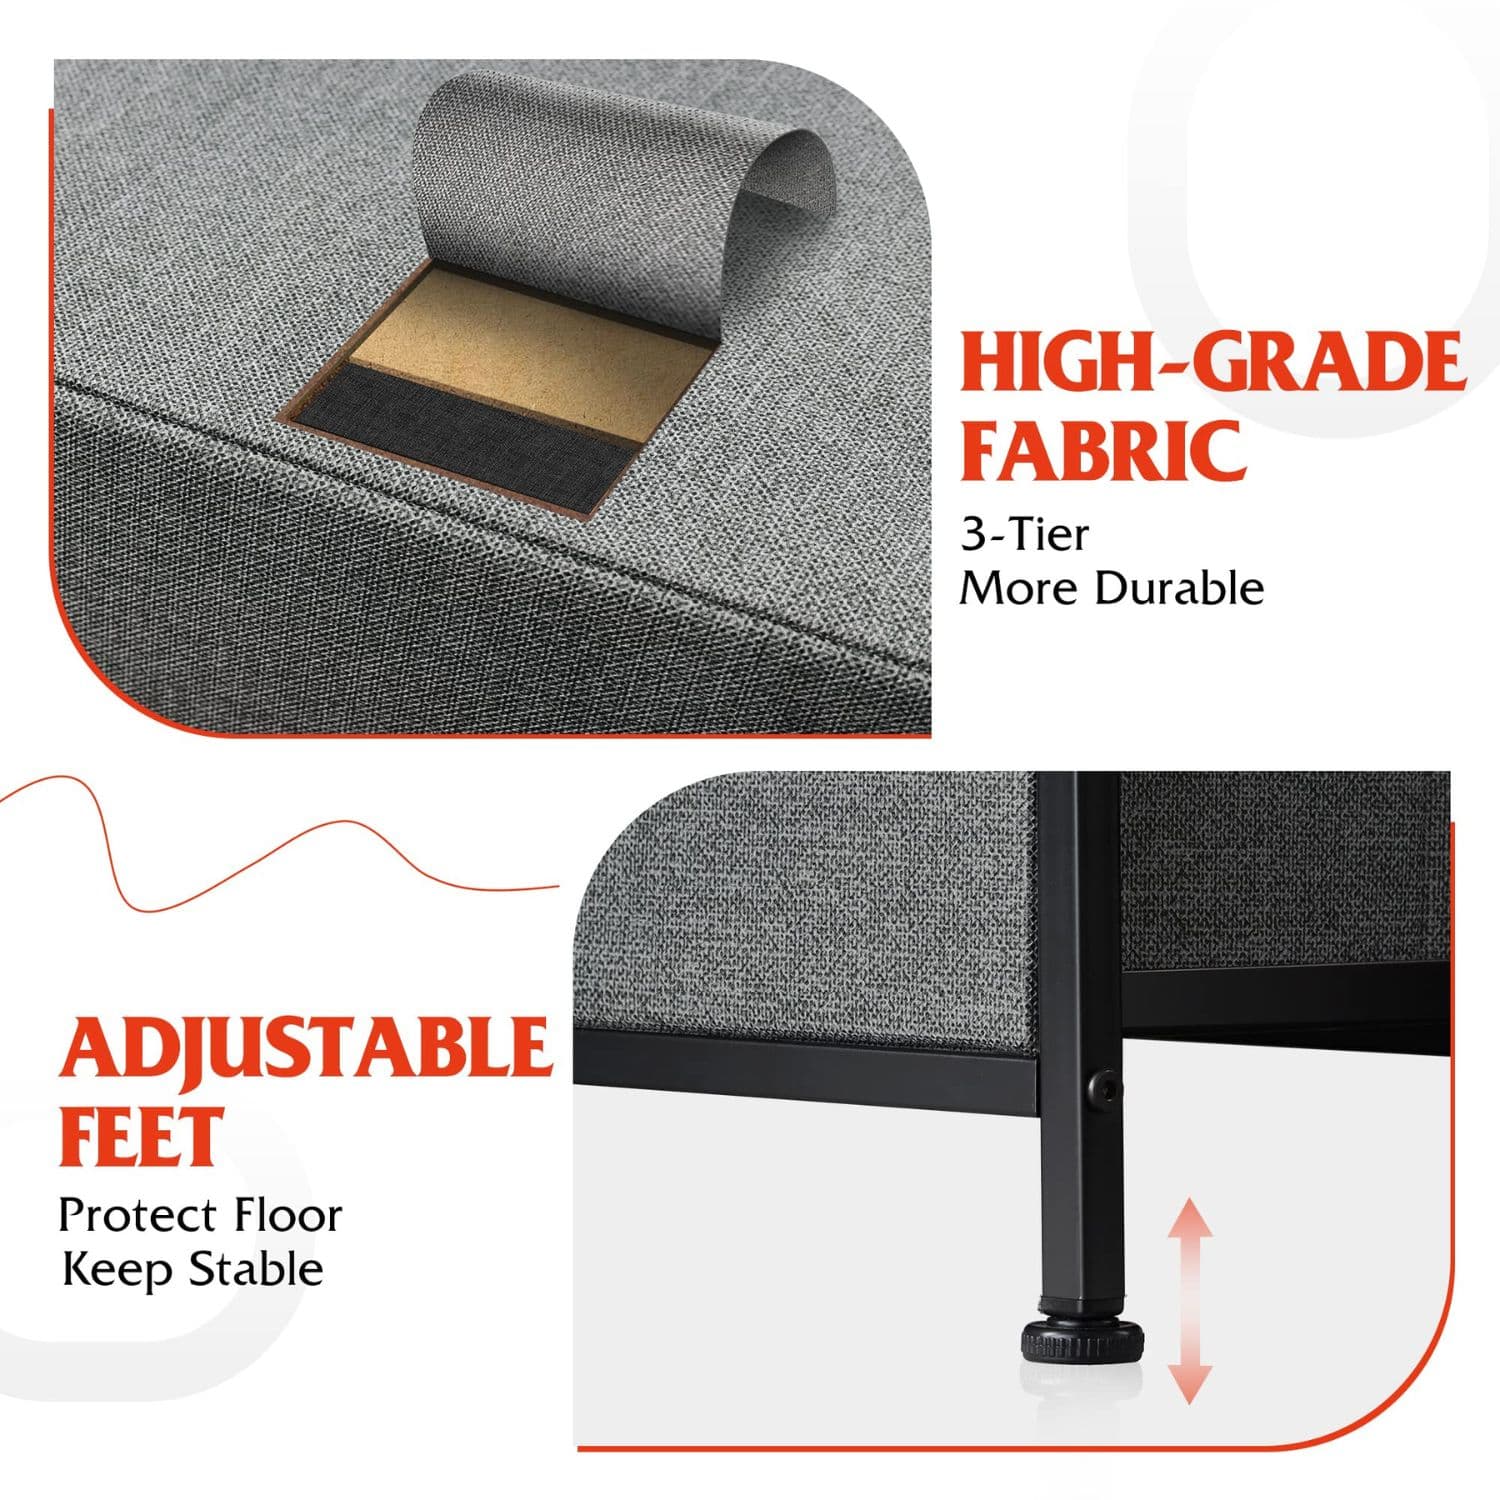 HIGH-GRADE
FABRIC
3-Tier
More Durable
ADJUSTABLE
FEET
Protect Floor
Keep Stable